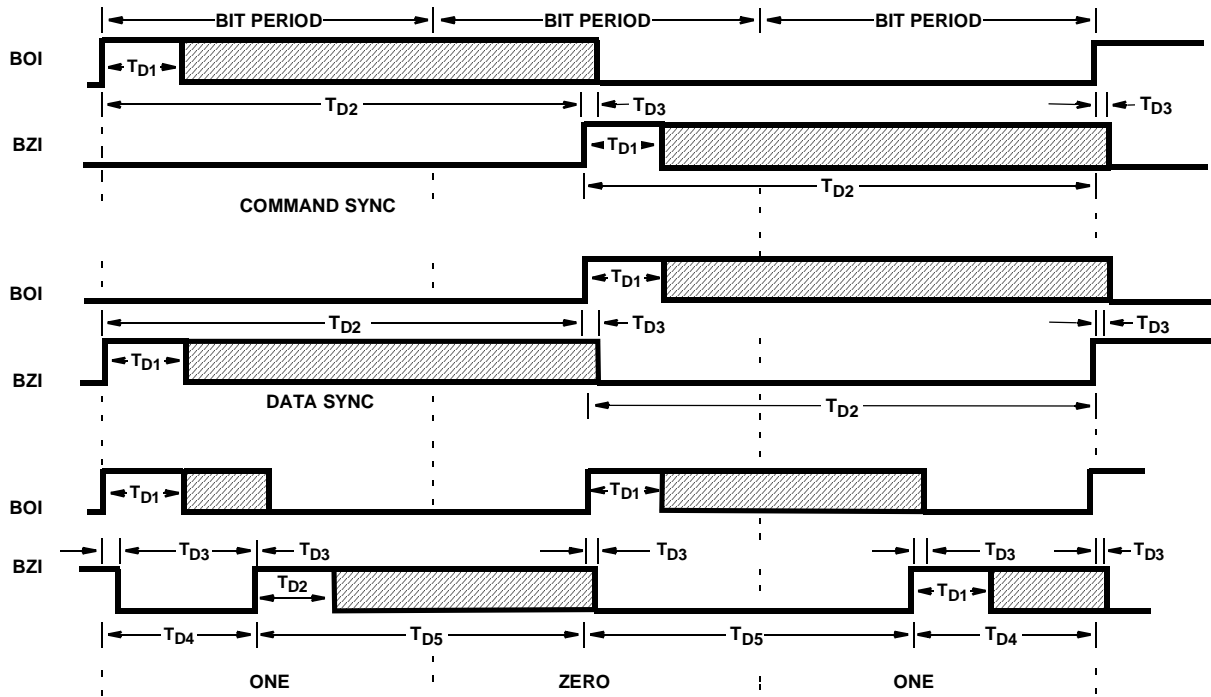 BIT PERIOD BIT PERIOD BIT PERIOD
BOI
TD1
TD2 TD3 TD3
BZI
TD1
TD2
COMMAND SYNC
BOI
TD1
TD2 TD3 TD3
BZI
TD1
DATA SYNC
TD2
BOI
TD1 TD1
TD3 TD3 TD3 TD3 TD3
BZI
TD2 TD1
TD4 TD5 TD5 TD4
ONE ZERO ONE